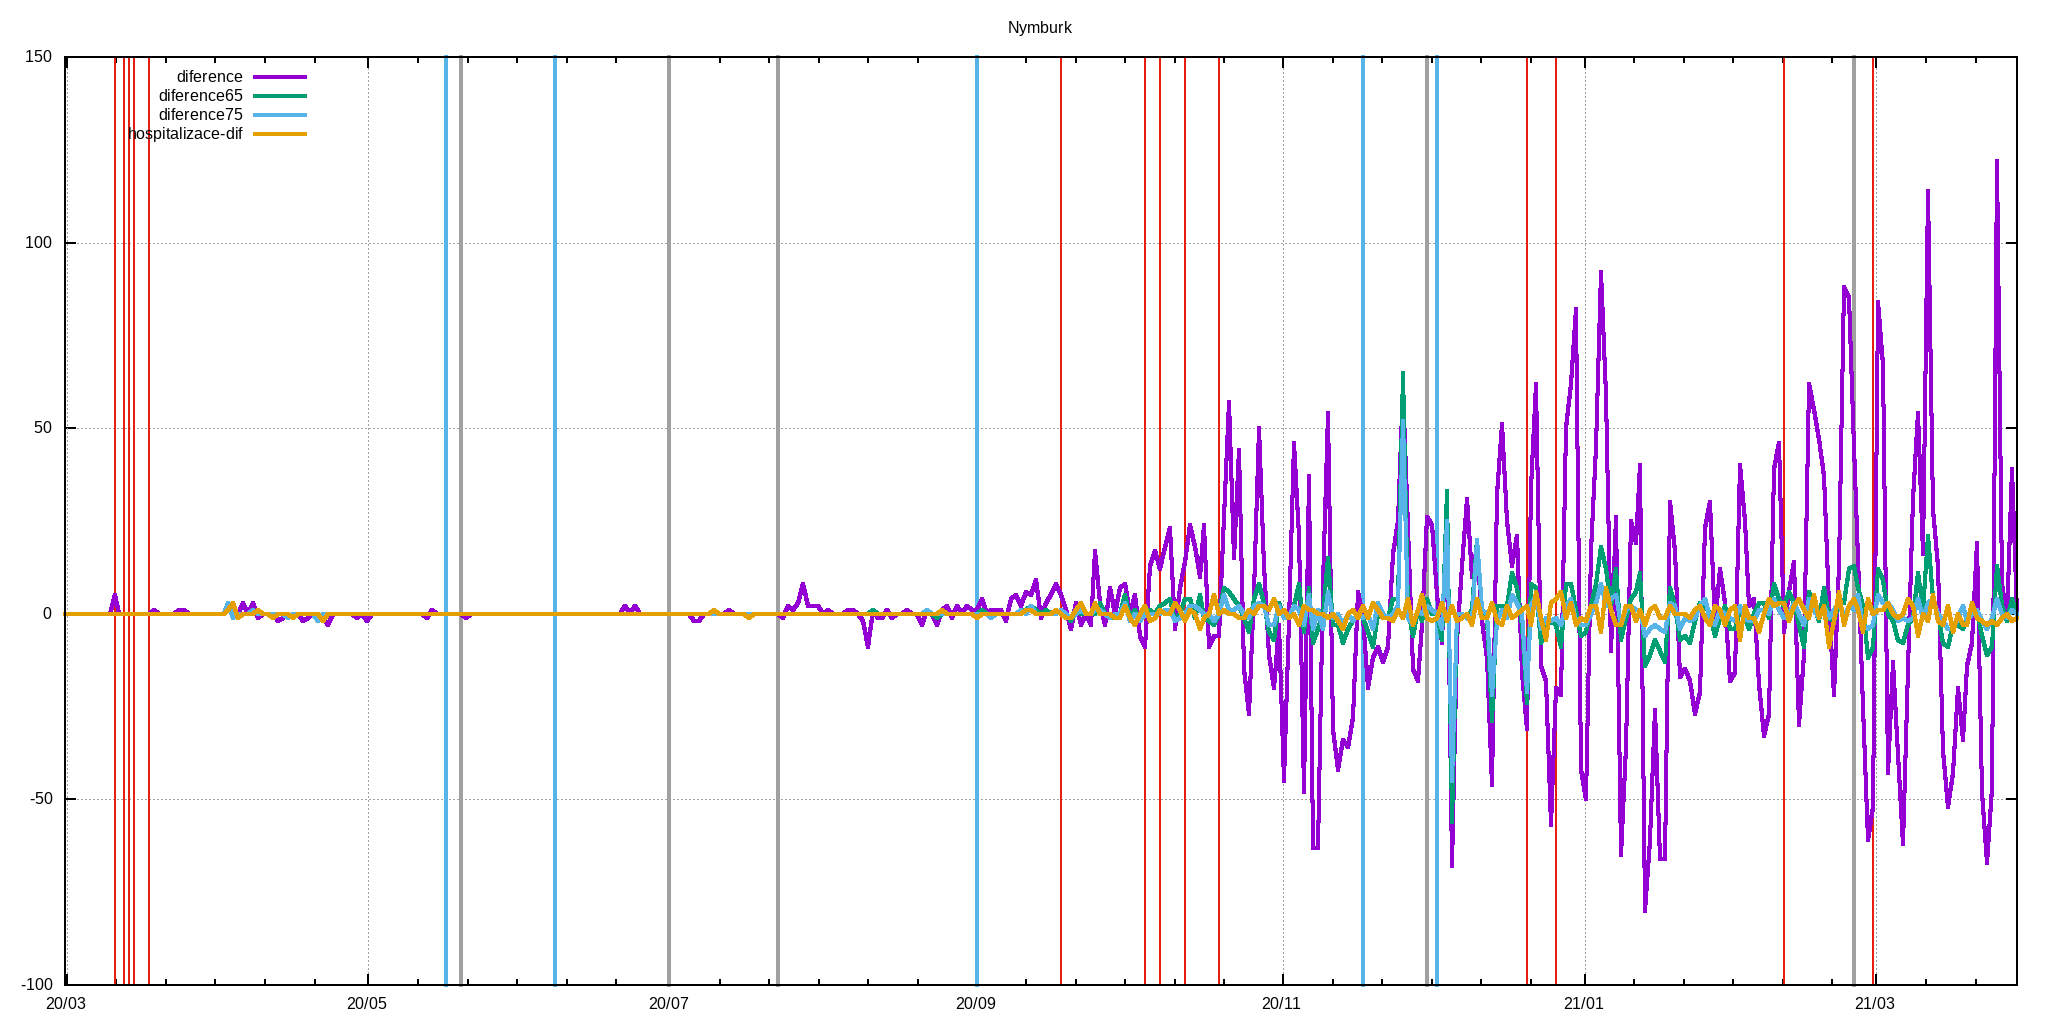 Nymburk
150
diference
diference65
diference75
hospitalizace-dif
100
50
0
-50
-100
20/03 20/05 20/07 20/09 20/11 21/01 21/03